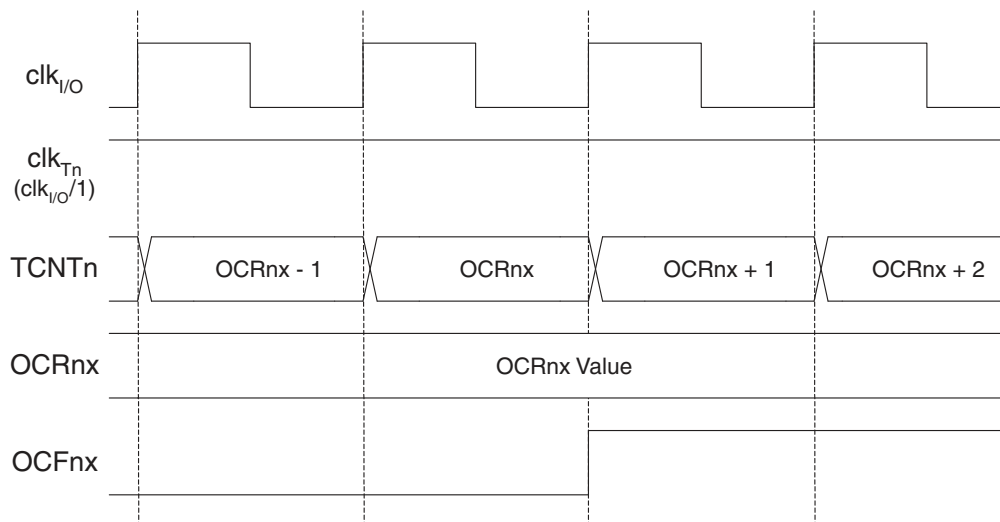 clkI/O
clkTn
(clkI/O/1)
TCNTn
OCRnx - 1
OCRnx
OCRnx + 1
OCRnx + 2
OCRnx
OCRnx Value
OCFnx